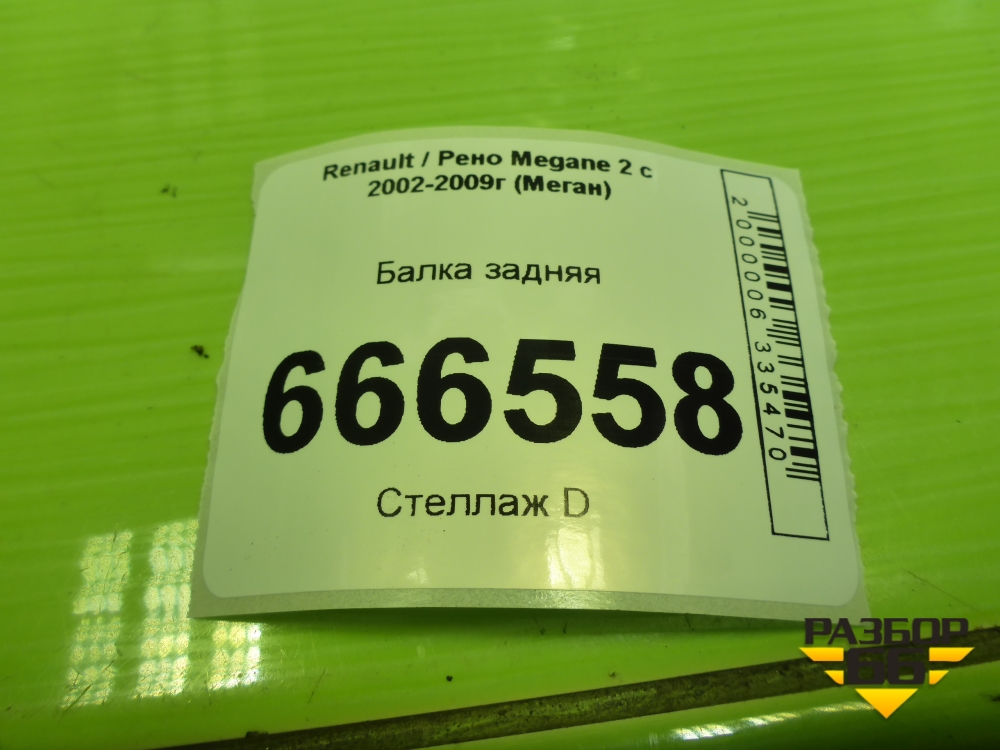 Renault / Рено Megane 2 с
2002-2009г (Меган)
Балка задняя
666558
Стеллаж D
2000006335470
РАЗБОР
66